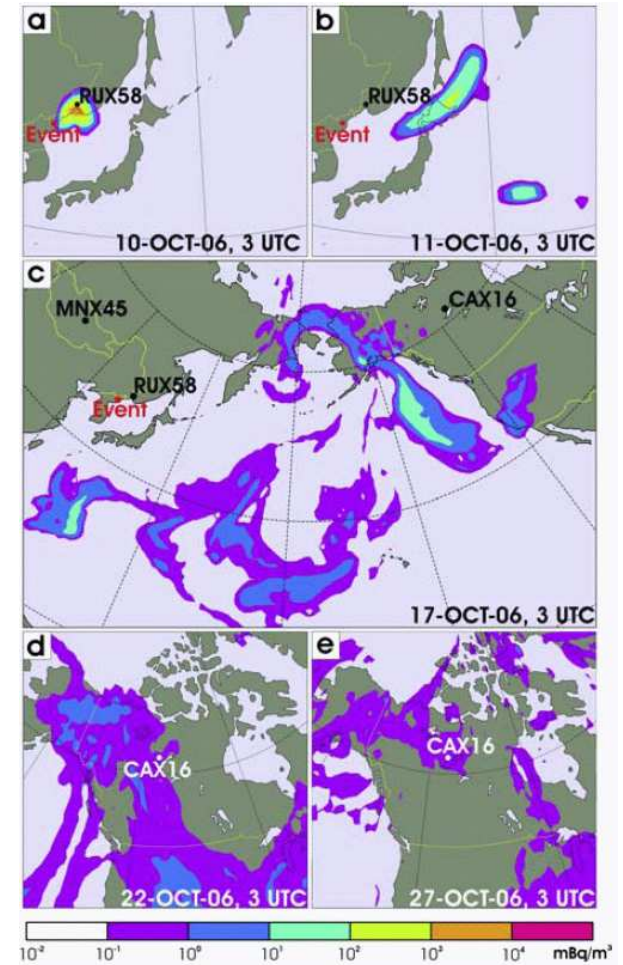 a
RUX58
Event
10-OCT-06, 3 UTC
b
RUX58
Event
11-OCT-06, 3 UTC
c
MNX45
CAX16
RUX58
Event
17-OCT-06, 3 UTC
d
CAX16
22-OCT-06, 3 UTC
e
CAX16
27-OCT-06, 3 UTC
10⁻² 10⁻¹ 10⁰ 10¹ 10² 10³ 10⁴ mBq/m³